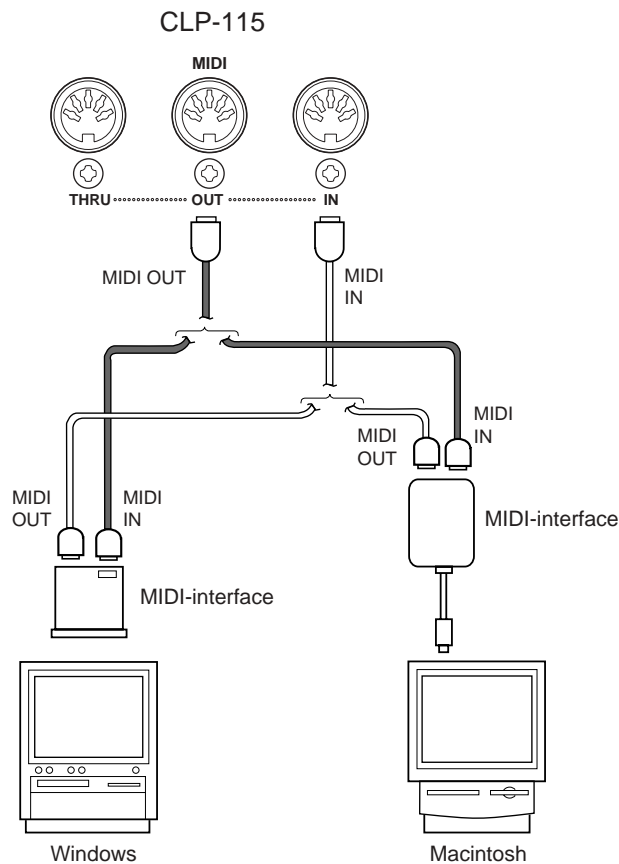 CLP-115
MIDI
THRU OUT IN
MIDI OUT
MIDI
IN
MIDI
OUT
MIDI
IN
MIDI
OUT
MIDI
IN
MIDI-interface
MIDI-interface
Windows
Macintosh